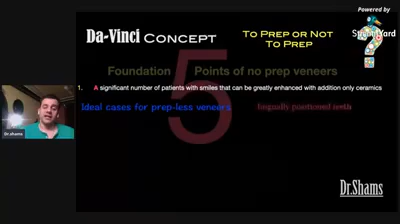 Powered by
StreamYard
Da-Vinci CONCEPT
TO PREP OR NOT
TO PREP
?
Foundation Points of no prep veneers
5
1. A significant number of patients with smiles that can be greatly enhanced with addition only ceramics
Ideal cases for prep-less veneers
Lingually positioned teeth
Dr.shams
Dr.Shams